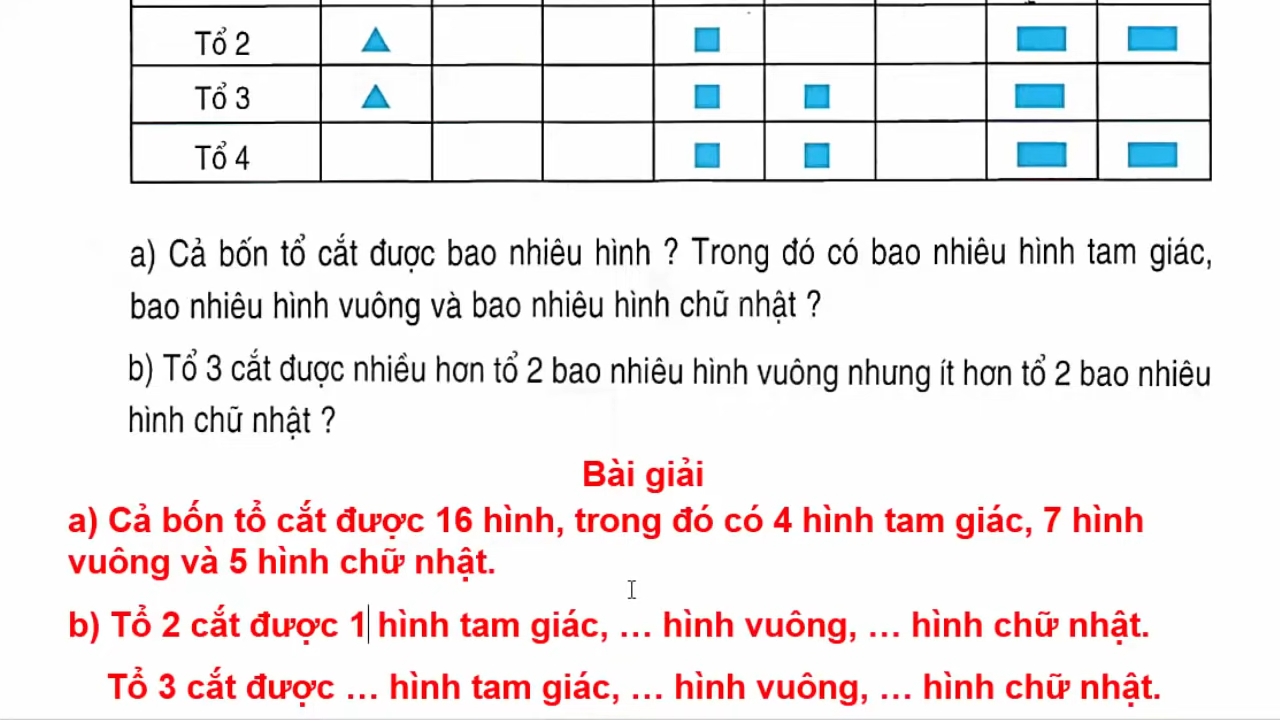 Tổ 2
Tổ 3
Tổ 4
a) Cả bốn tổ cắt được bao nhiêu hình ? Trong đó có bao nhiêu hình tam giác,
bao nhiêu hình vuông và bao nhiêu hình chữ nhật ?
b) Tổ 3 cắt được nhiều hơn tổ 2 bao nhiêu hình vuông nhưng ít hơn tổ 2 bao nhiêu
hình chữ nhật ?
Bài giải
a) Cả bốn tổ cắt được 16 hình, trong đó có 4 hình tam giác, 7 hình
vuông và 5 hình chữ nhật.
b) Tổ 2 cắt được 1 hình tam giác, ... hình vuông, ... hình chữ nhật.
Tổ 3 cắt được ... hình tam giác, ... hình vuông, ... hình chữ nhật.